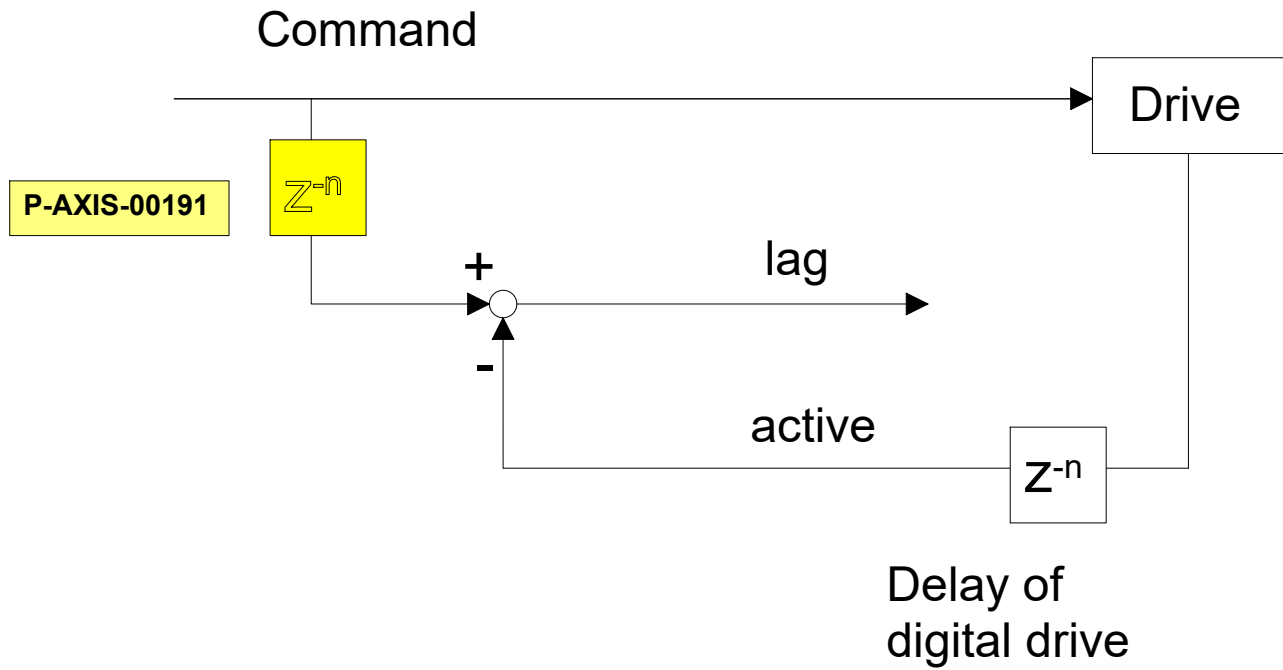 Command
Drive
z⁻ⁿ
P-AXIS-00191
+
lag
-
active
z⁻ⁿ
Delay of
digital drive